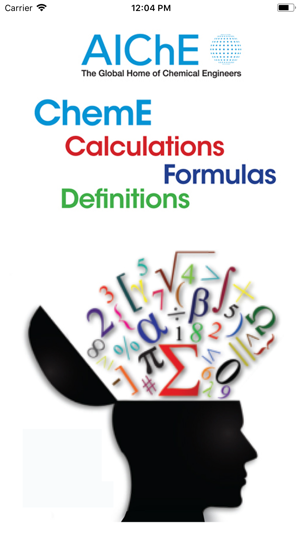 Carrier 12:04 PM
AIChE
The Global Home of Chemical Engineers
ChemE
Calculations
Formulas
Definitions